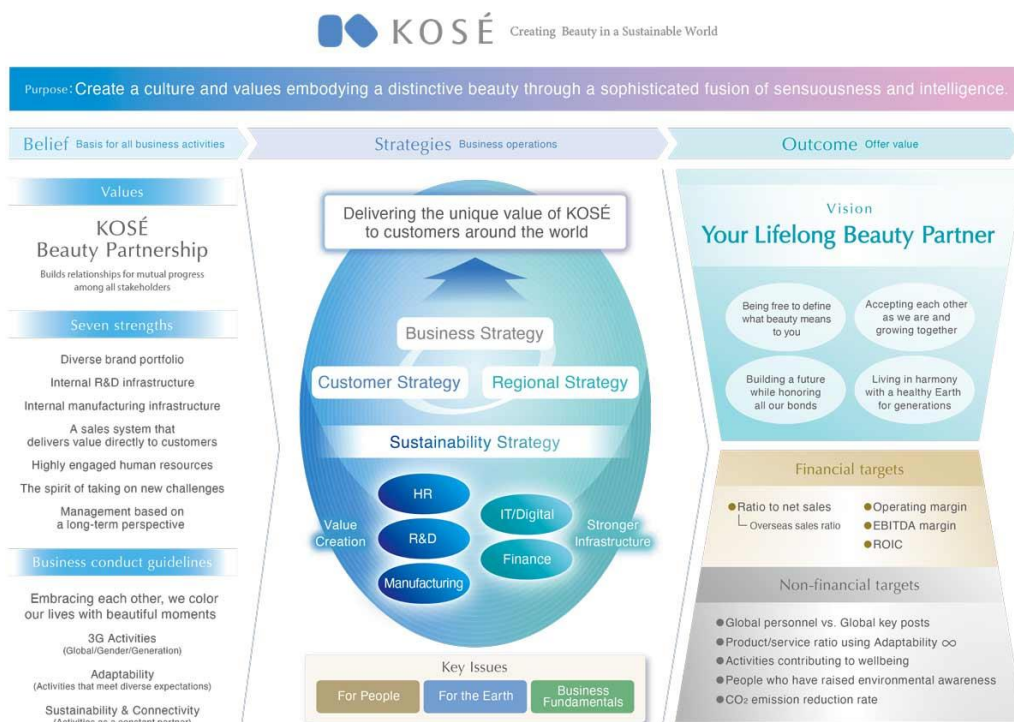 KOSÉ Creating Beauty in a Sustainable World
Purpose: Create a culture and values embodying a distinctive beauty through a sophisticated fusion of sensuousness and intelligence.
Belief Basis for all business activities
Strategies Business operations
Outcome Offer value
Values
KOSÉ
Beauty Partnership
Builds relationships for mutual progress
among all stakeholders
Seven strengths
Diverse brand portfolio
Internal R&D infrastructure
Internal manufacturing infrastructure
A sales system that
delivers value directly to customers
Highly engaged human resources
The spirit of taking on new challenges
Management based on
a long-term perspective
Business conduct guidelines
Embracing each other, we color
our lives with beautiful moments
3G Activities
(Global/Gender/Generation)
Adaptability
(Activities that meet diverse expectations)
Sustainability & Connectivity
(Activities as a constant partner)
Delivering the unique value of KOSÉ
to customers around the world
Business Strategy
Customer Strategy
Regional Strategy
Sustainability Strategy
Value
Creation
HR
R&D
Manufacturing
IT/Digital
Finance
Stronger
Infrastructure
Key Issues
For People
For the Earth
Business
Fundamentals
Vision
Your Lifelong Beauty Partner
Being free to define
what beauty means
to you
Accepting each other
as we are and
growing together
Building a future
while honoring
all our bonds
Living in harmony
with a healthy Earth
for generations
Financial targets
●Ratio to net sales
Overseas sales ratio
●Operating margin
●EBITDA margin
●ROIC
Non-financial targets
●Global personnel vs. Global key posts
●Product/service ratio using Adaptability ∞
●Activities contributing to wellbeing
●People who have raised environmental awareness
●CO₂ emission reduction rate